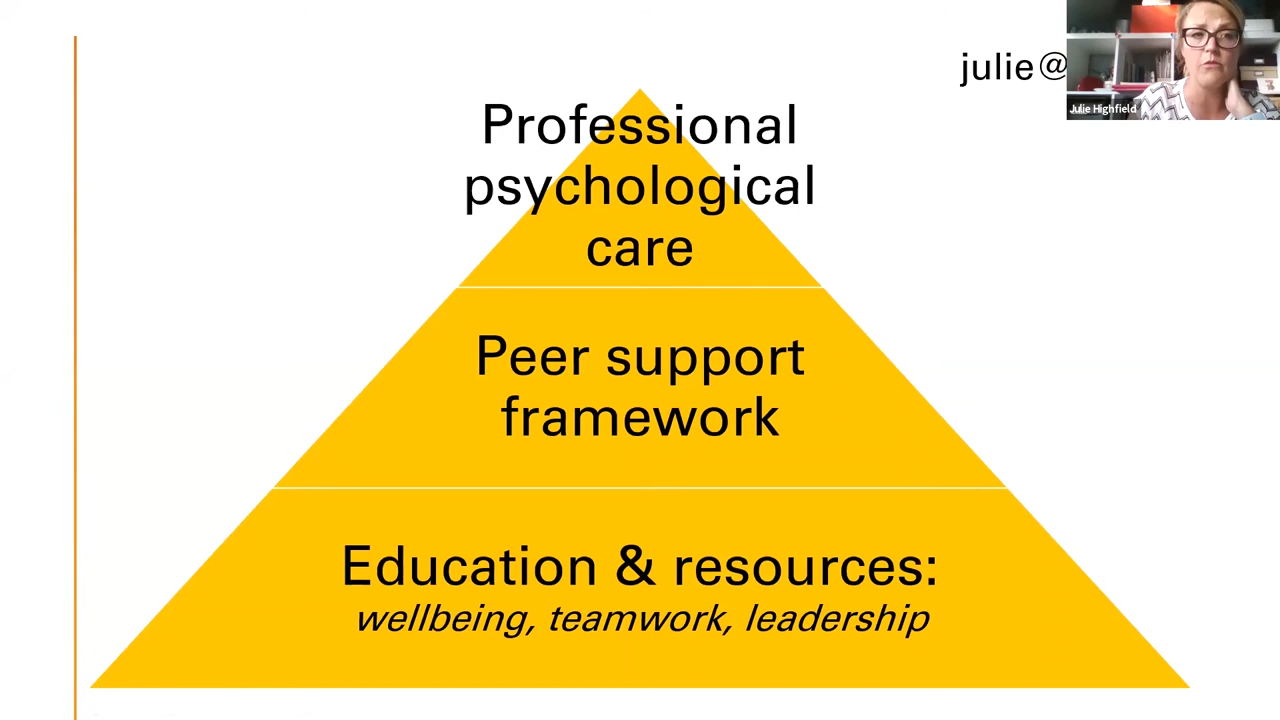 julie@
Julie Highfield
Professional
psychological
care
Peer support
framework
Education & resources:
wellbeing, teamwork, leadership